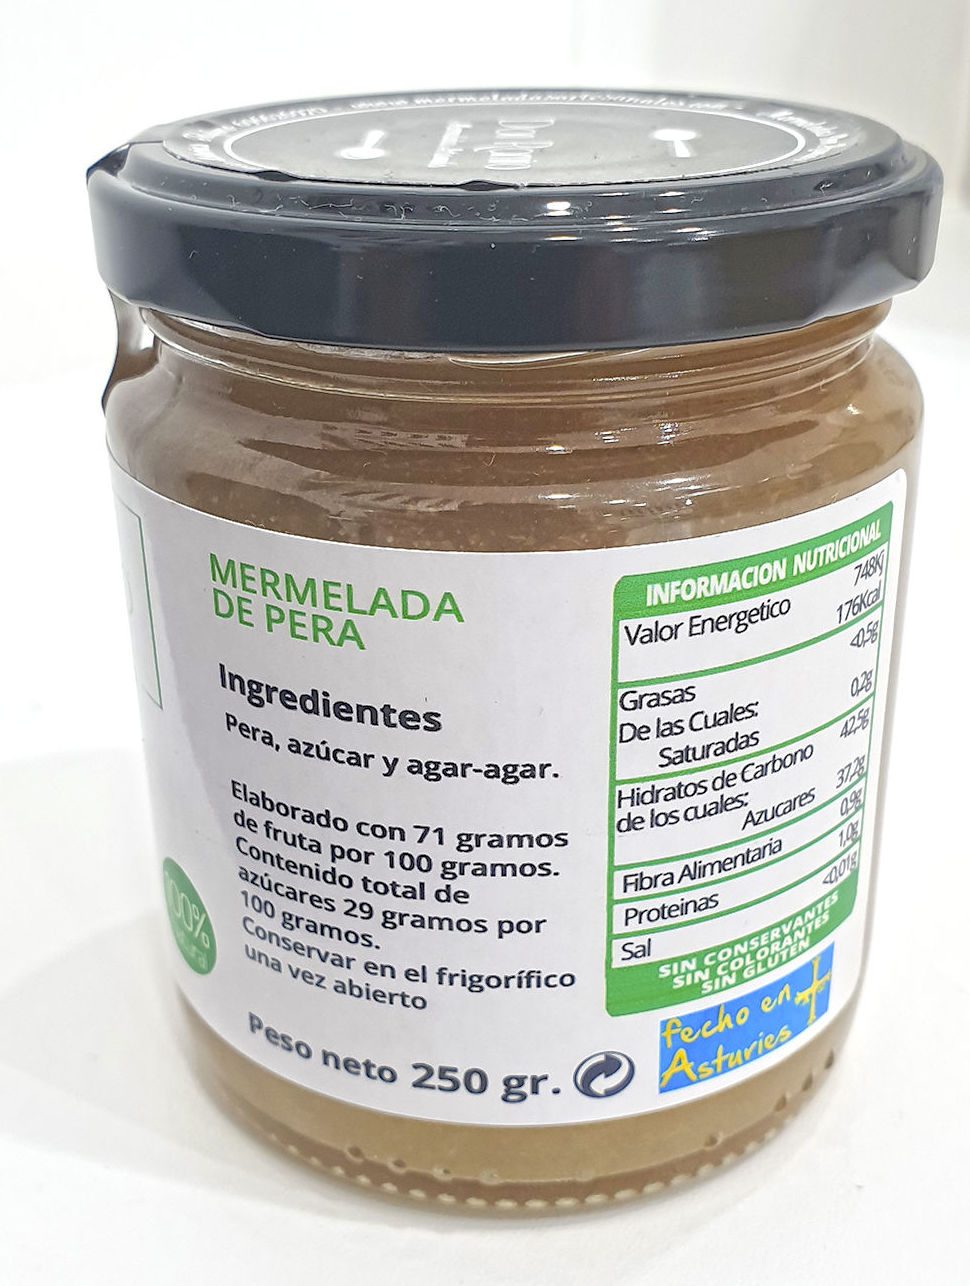 www.mermeladasartesanales.com
MERMELADA
DE PERA
Ingredientes
Pera, azúcar y agar-agar.
Elaborado con 71 gramos
de fruta por 100 gramos.
Contenido total de
azúcares 29 gramos por
100 gramos.
Conservar en el frigorífico
una vez abierto
Peso neto 250 gr.
100%
INFORMACION NUTRICIONAL
748Kj
Valor Energetico 176Kcal
<0,5g
Grasas
De las Cuales: 0,2g
Saturadas
Hidratos de Carbono 42,5g
de los cuales:
Azucares 37,2g
Fibra Alimentaria 0,9g
Proteinas 1,0g
Sal <0,01g
SIN CONSERVANTES
SIN COLORANTES
SIN GLUTEN
fecho en
Asturies